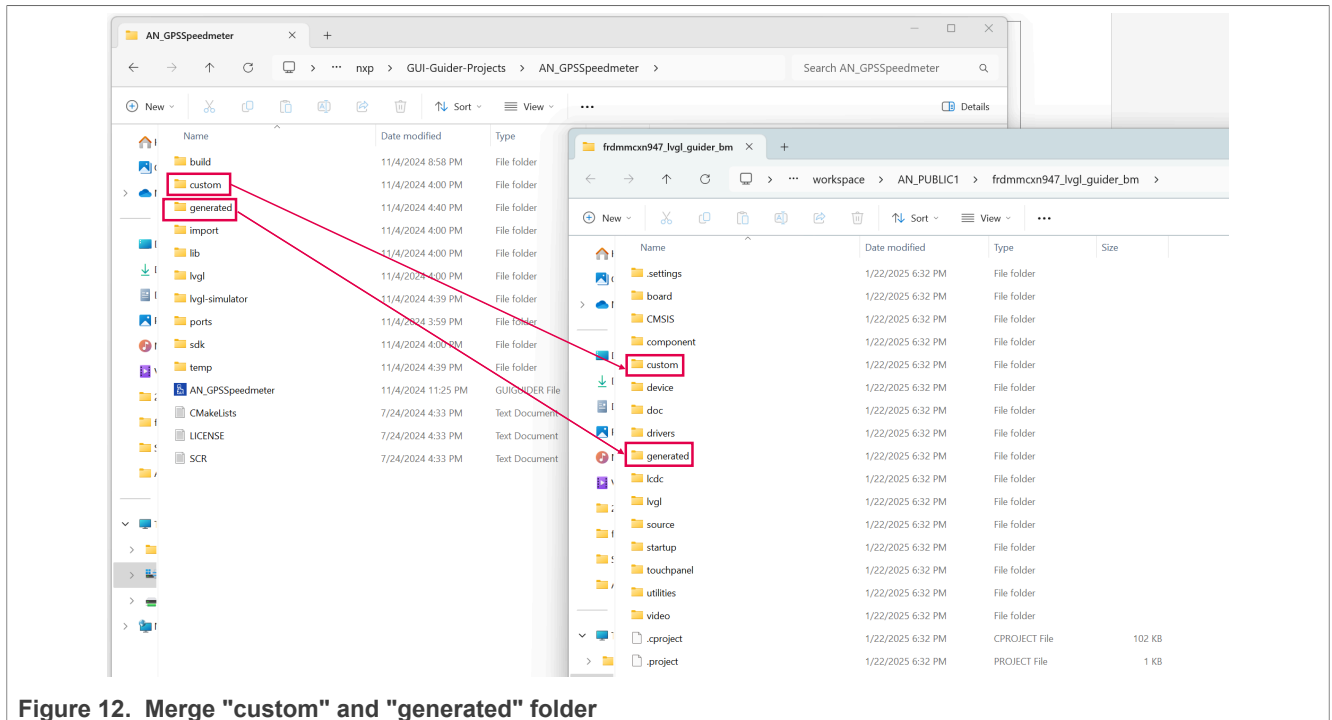 AN_GPSSpeedmeter
nxp > GUI-Guider-Projects > AN_GPSSpeedmeter >
Search AN_GPSSpeedmeter
New
Sort
View
Details
Name Date modified Type
build 11/4/2024 8:58 PM File folder
custom 11/4/2024 4:00 PM File folder
generated 11/4/2024 4:40 PM File folder
import 11/4/2024 4:00 PM File folder
lib 11/4/2024 4:00 PM File folder
lvgl 11/4/2024 4:00 PM File folder
lvgl-simulator 11/4/2024 4:39 PM File folder
ports 11/4/2024 3:59 PM File folder
sdk 11/4/2024 4:00 PM File folder
temp 11/4/2024 4:39 PM File folder
AN_GPSSpeedmeter 11/4/2024 11:25 PM GUIGUIDER File
CMakeLists 7/24/2024 4:33 PM Text Document
LICENSE 7/24/2024 4:33 PM Text Document
SCR 7/24/2024 4:33 PM Text Document
frdmmcxn947_lvgl_guider_bm
workspace > AN_PUBLIC1 > frdmmcxn947_lvgl_guider_bm >
New
Sort
View
Name Date modified Type Size
.settings 1/22/2025 6:32 PM File folder
board 1/22/2025 6:32 PM File folder
CMSIS 1/22/2025 6:32 PM File folder
component 1/22/2025 6:32 PM File folder
custom 1/22/2025 6:32 PM File folder
device 1/22/2025 6:32 PM File folder
doc 1/22/2025 6:32 PM File folder
drivers 1/22/2025 6:32 PM File folder
generated 1/22/2025 6:32 PM File folder
lcdc 1/22/2025 6:32 PM File folder
lvgl 1/22/2025 6:32 PM File folder
source 1/22/2025 6:32 PM File folder
startup 1/22/2025 6:32 PM File folder
touchpanel 1/22/2025 6:32 PM File folder
utilities 1/22/2025 6:32 PM File folder
video 1/22/2025 6:32 PM File folder
.cproject 1/22/2025 6:32 PM CPROJECT File 102 KB
.project 1/22/2025 6:32 PM PROJECT File 1 KB
Figure 12. Merge "custom" and "generated" folder